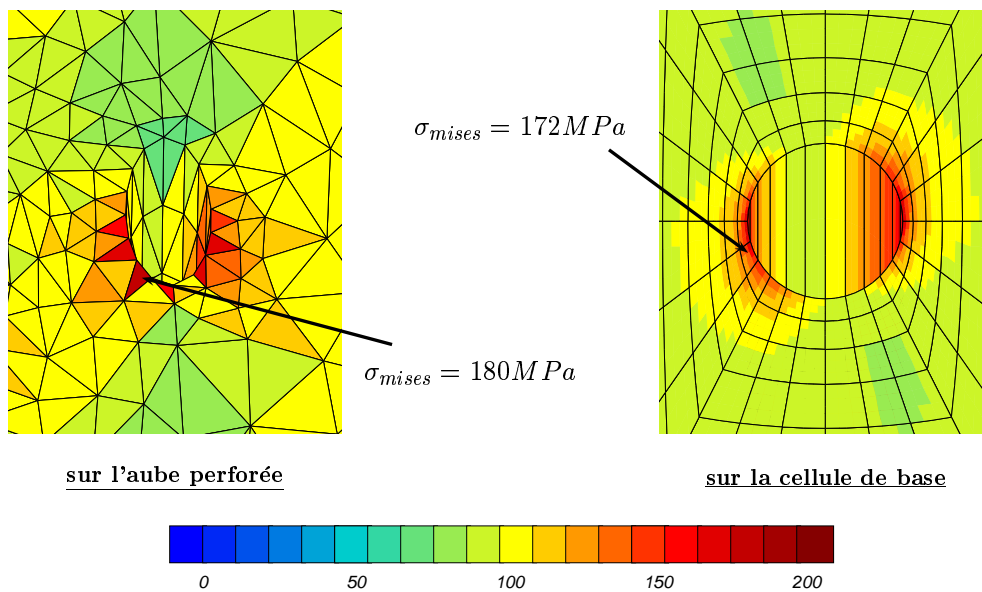 σ_mises = 172MPa
σ_mises = 180MPa
sur l'aube perforée
sur la cellule de base
0 50 100 150 200